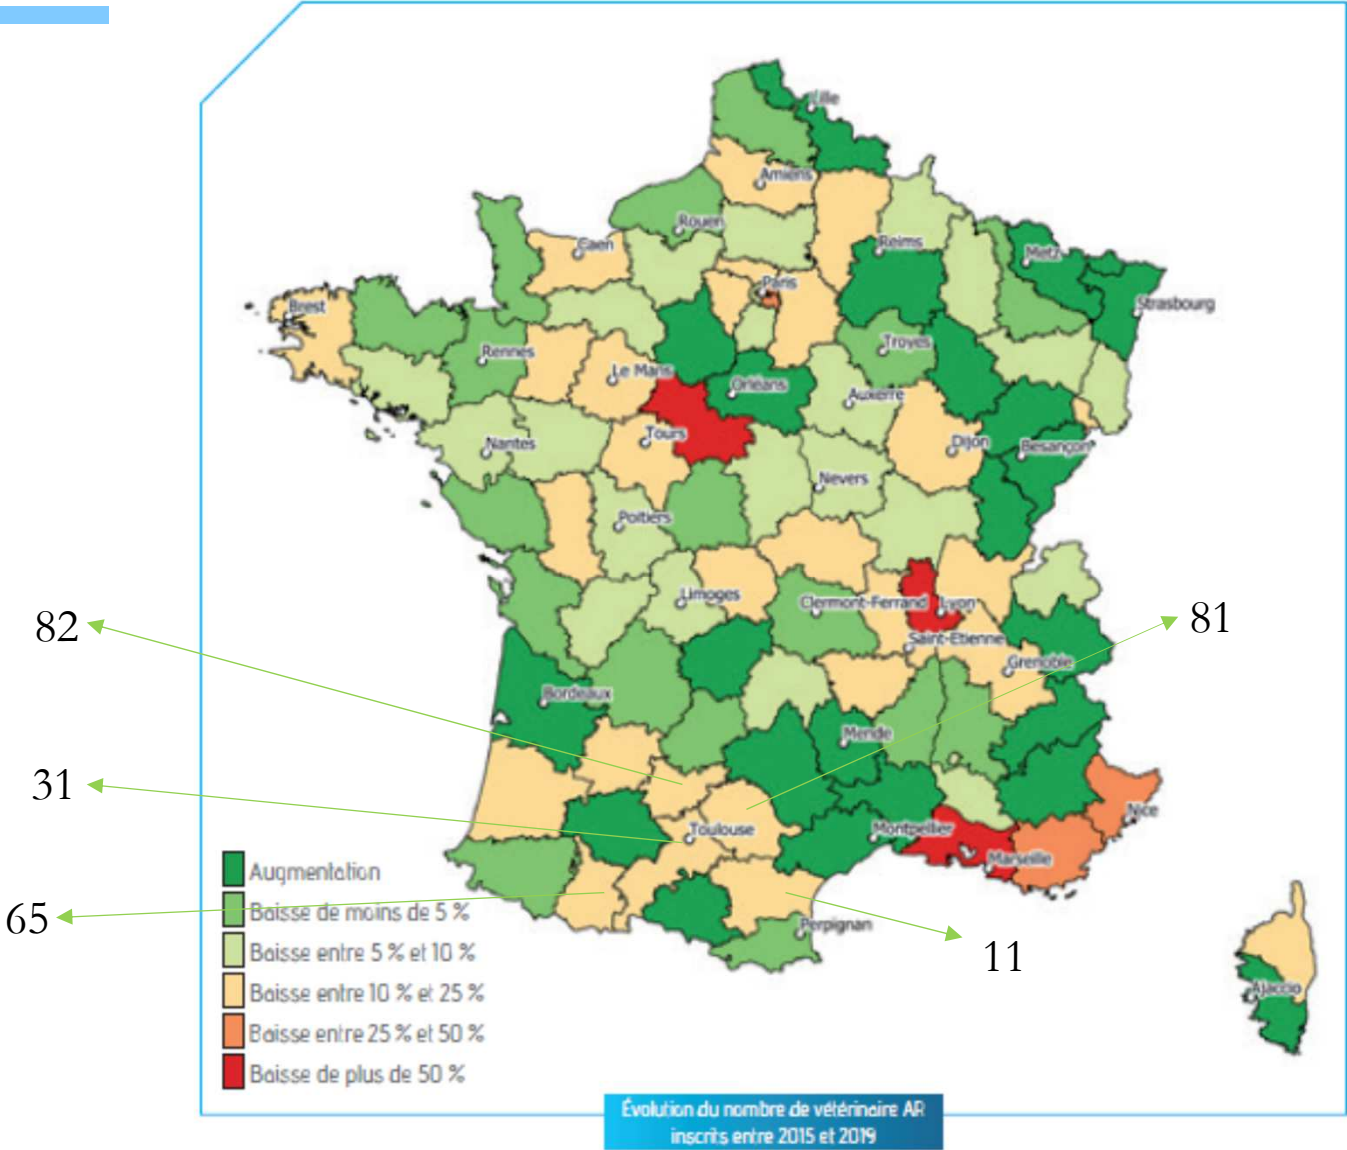 Lille
Amiens
Rouen
Caen
Reims
Metz
Paris
Strasbourg
Brest
Rennes
Troyes
Le Mans
Orléans
Auxerre
Nantes
Tours
Dijon
Besançon
Nevers
Poitiers
82
Limoges
Clermont-Ferrand
Lyon
81
Saint-Etienne
Grenoble
Bordeaux
Mende
31
Toulouse
Montpellier
Nice
Marseille
65
Perpignan
11
Ajaccio
Augmentation
Baisse de moins de 5 %
Baisse entre 5 % et 10 %
Baisse entre 10 % et 25 %
Baisse entre 25 % et 50 %
Baisse de plus de 50 %
Évolution du nombre de vétérinaire AR
inscrits entre 2015 et 2019